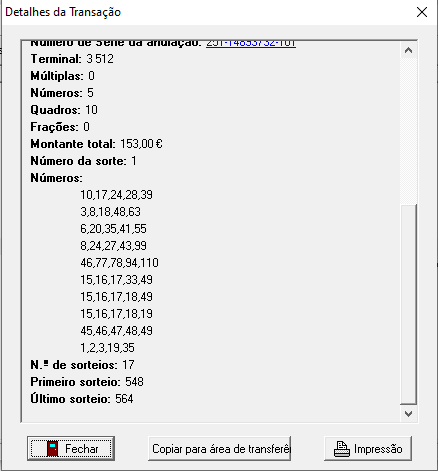 Detalhes da Transação
Número de Série da anulação: 251-14893732-101
Terminal: 3 512
Múltiplas: 0
Números: 5
Quadros: 10
Frações: 0
Montante total: 153,00 €
Número da sorte: 1
Números:
10,17,24,28,39
3,8,18,48,63
6,20,35,41,55
8,24,27,43,99
46,77,78,94,110
15,16,17,33,49
15,16,17,18,49
15,16,17,18,19
45,46,47,48,49
1,2,3,19,35
N.º de sorteios: 17
Primeiro sorteio: 548
Último sorteio: 564
Fechar
Copiar para área de transferê
Impressão